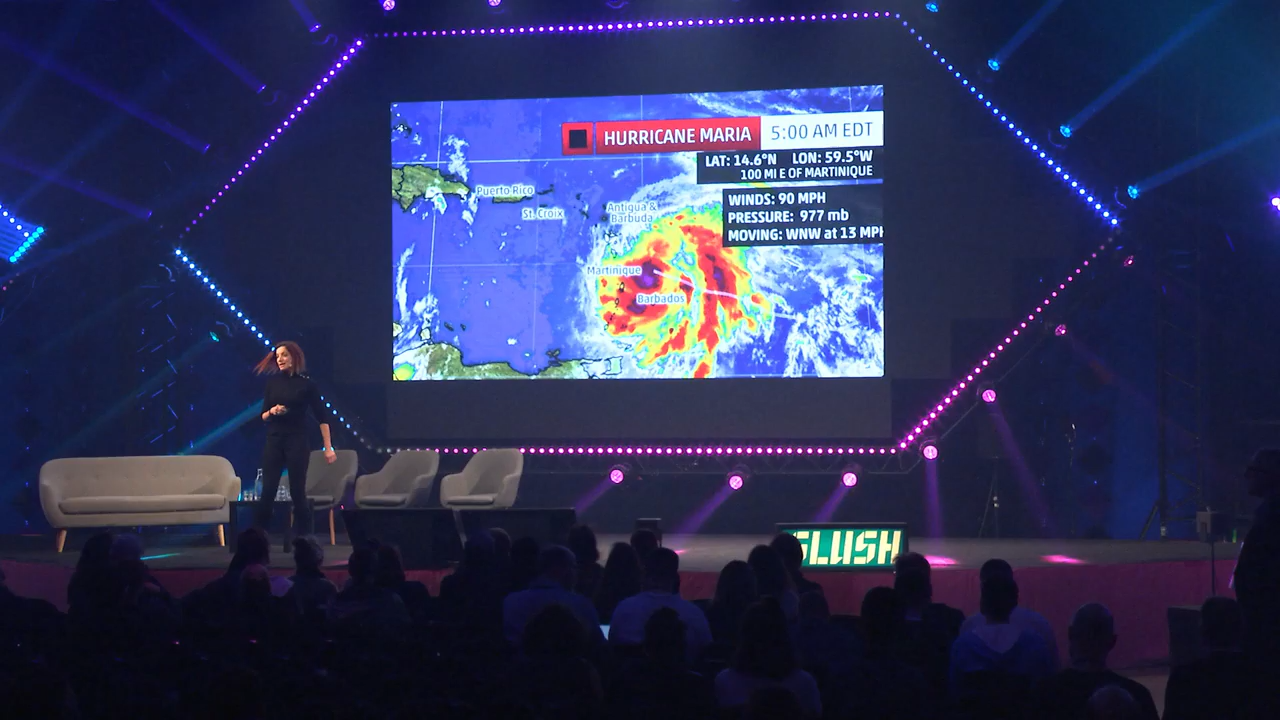 HURRICANE MARIA 5:00 AM EDT
LAT: 14.6°N LON: 59.5°W
100 MI E OF MARTINIQUE
WINDS: 90 MPH
PRESSURE: 977 mb
MOVING: WNW at 13 MPH
Puerto Rico
St. Croix
Antigua &
Barbuda
Martinique
Barbados
SLUSH